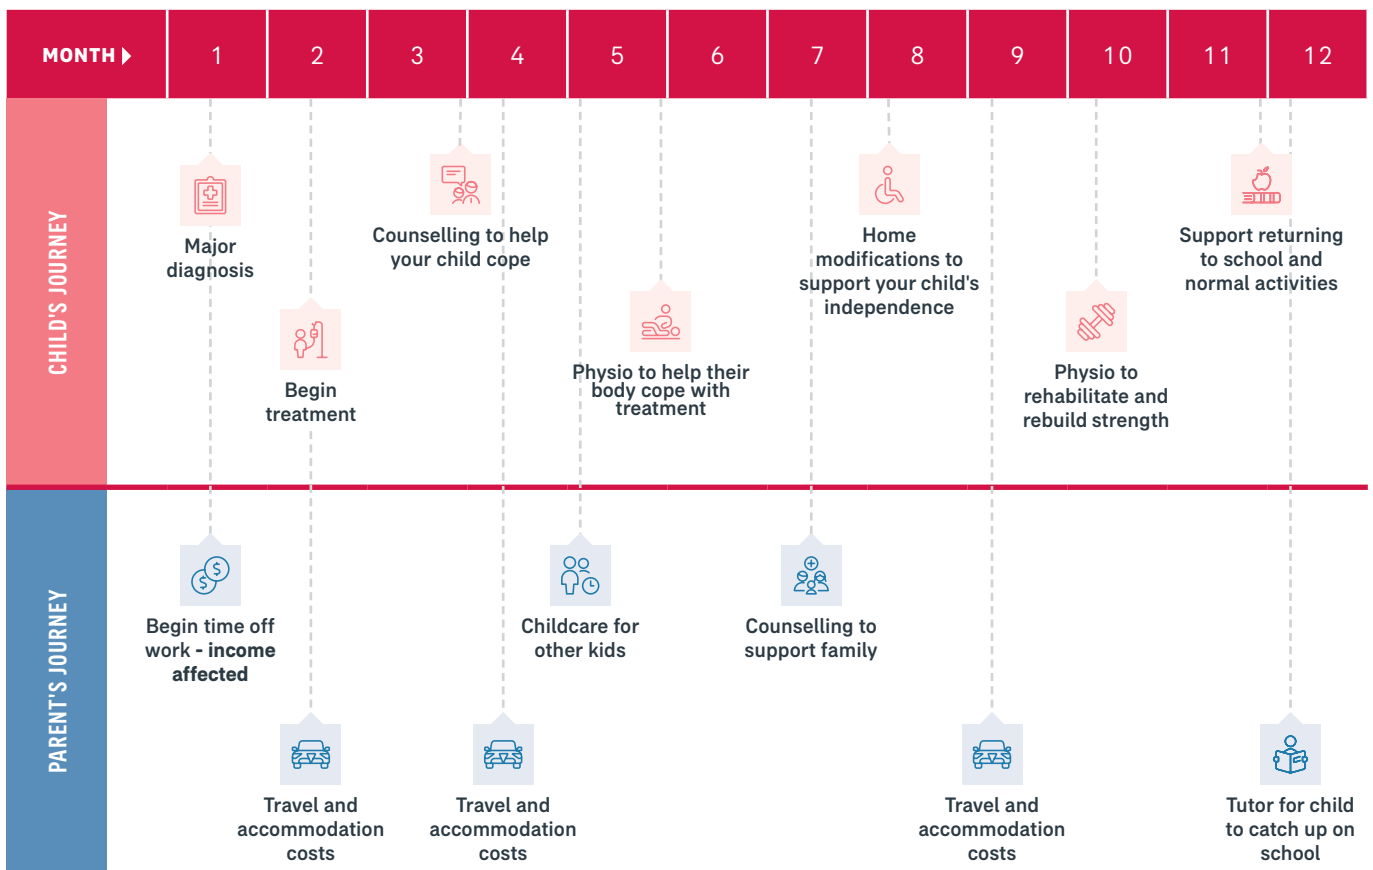 MONTH 1 2 3 4 5 6 7 8 9 10 11 12
CHILD'S JOURNEY
Major
diagnosis
Begin
treatment
Counselling to help
your child cope
Physio to help their
body cope with
treatment
Home
modifications to
support your child's
independence
Physio to
rehabilitate and
rebuild strength
Support returning
to school and
normal activities
PARENT'S JOURNEY
$
$
Begin time off
work - income
affected
Travel and
accommodation
costs
Travel and
accommodation
costs
Childcare for
other kids
Counselling to
support family
Travel and
accommodation
costs
Tutor for child
to catch up on
school